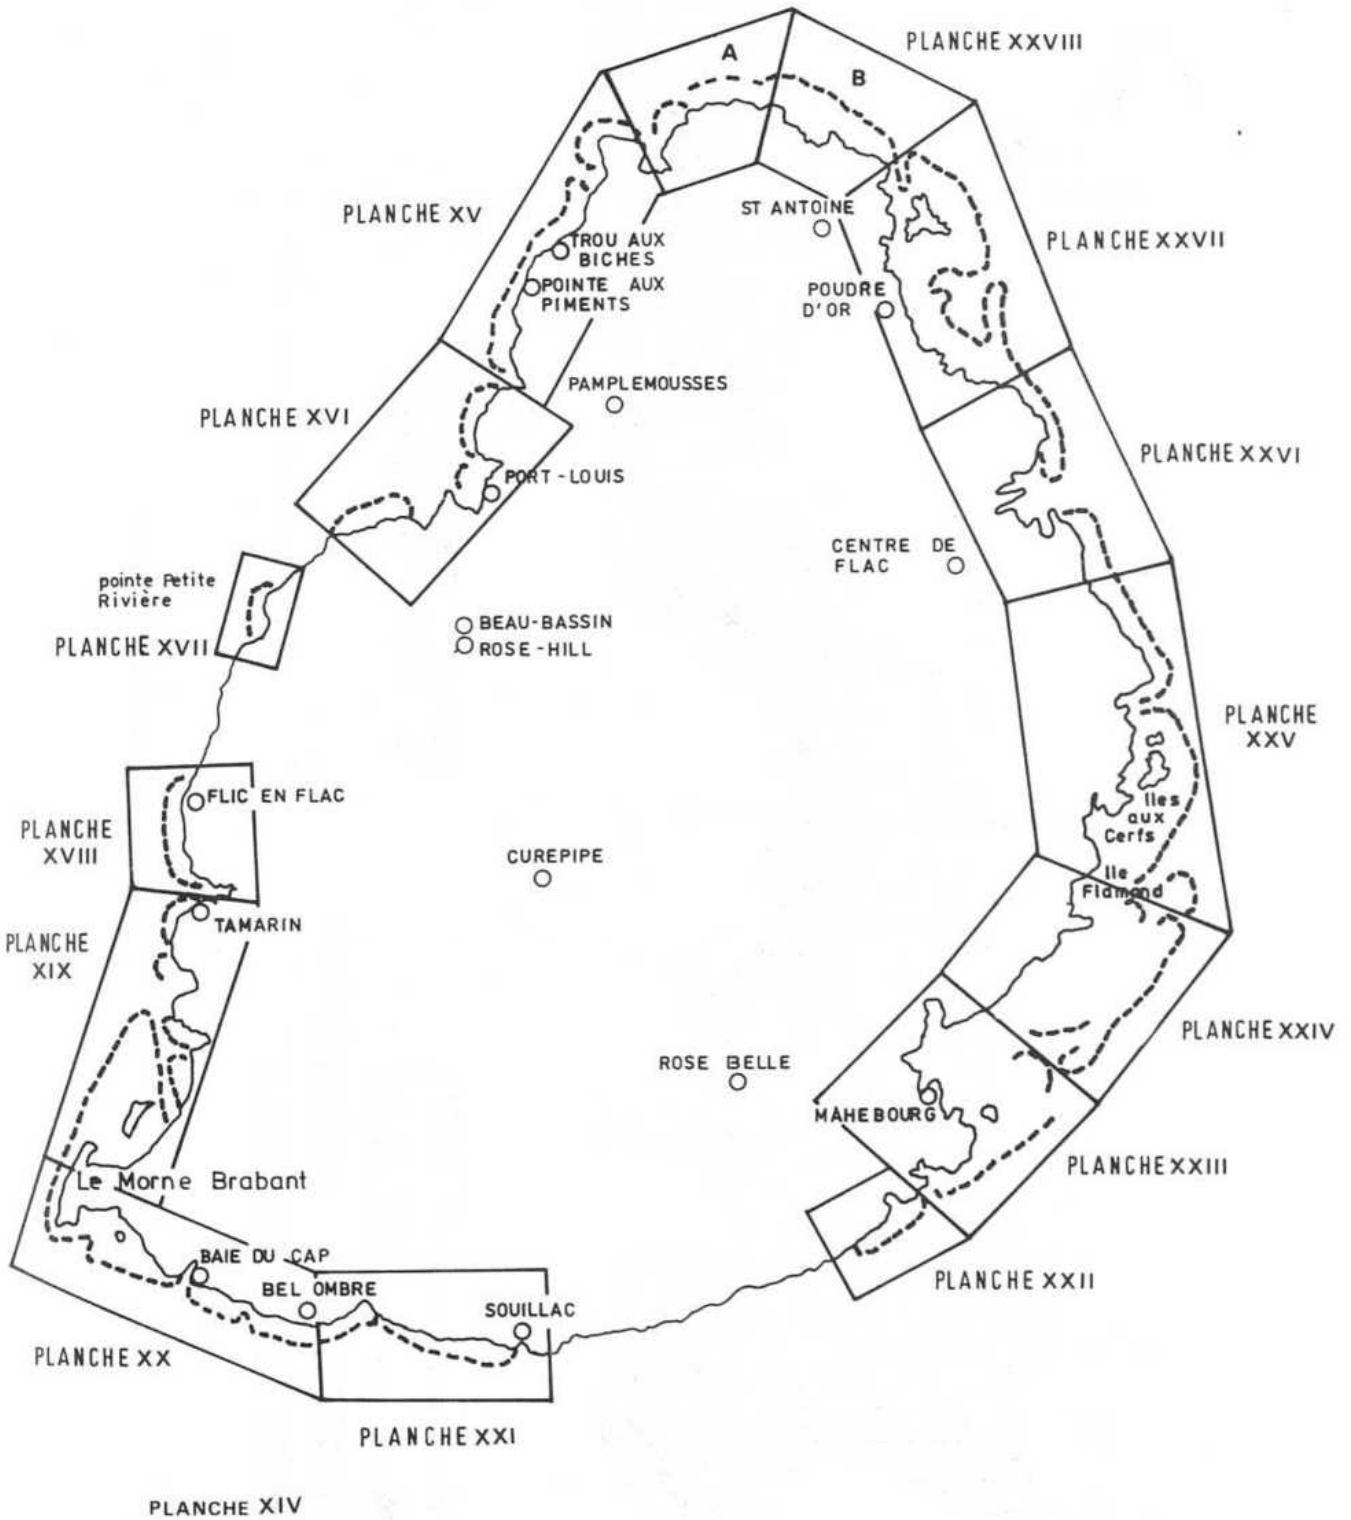 A
PLANCHE XXVIII
B
PLANCHE XV
ST ANTOINE
TROU AUX
BICHES
PLANCHE XXVII
POINTE AUX
PIMENTS
POUDRE
D'OR
PAMPLEMOUSSES
PLANCHE XVI
PLANCHE XXVI
PORT-LOUIS
CENTRE DE
FLAC
pointe Petite
Rivière
BEAU-BASSIN
PLANCHE XVII
ROSE-HILL
PLANCHE
XXV
FLIC EN FLAC
Iles
aux
Cerfs
PLANCHE
XVIII
CUREPIPE
Ile
Flamand
TAMARIN
PLANCHE
XIX
PLANCHE XXIV
ROSE BELLE
MAHEBOURG
PLANCHE XXIII
Le Morne Brabant
BAIE DU CAP
PLANCHE XXII
BEL OMBRE
SOUILLAC
PLANCHE XX
PLANCHE XXI
PLANCHE XIV